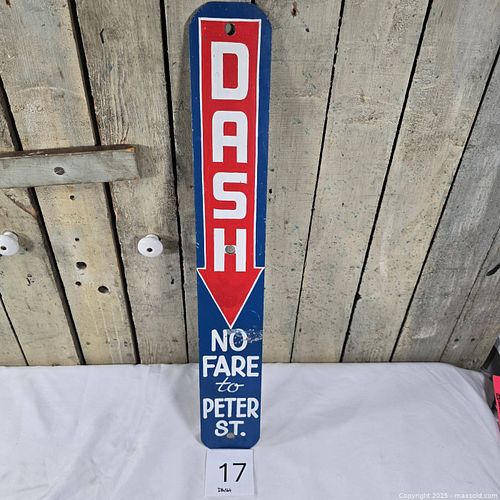 DASH
NO
FARE
to
PETER
ST.
17
DASH
Copyright 2025 - maxsold.com